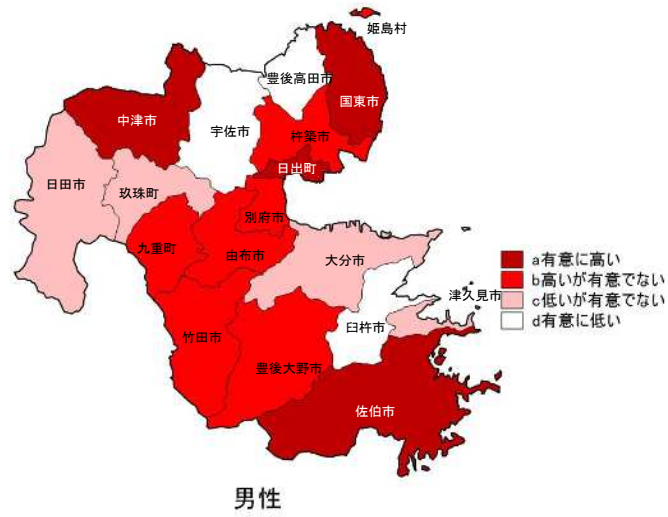 姫島村
豊後高田市
国東市
中津市
宇佐市
杵築市
日出町
日田市
玖珠町
別府市
九重町
由布市
大分市
津久見市
臼杵市
竹田市
豊後大野市
佐伯市
a有意に高い
b高いが有意でない
c低いが有意でない
d有意に低い
男性